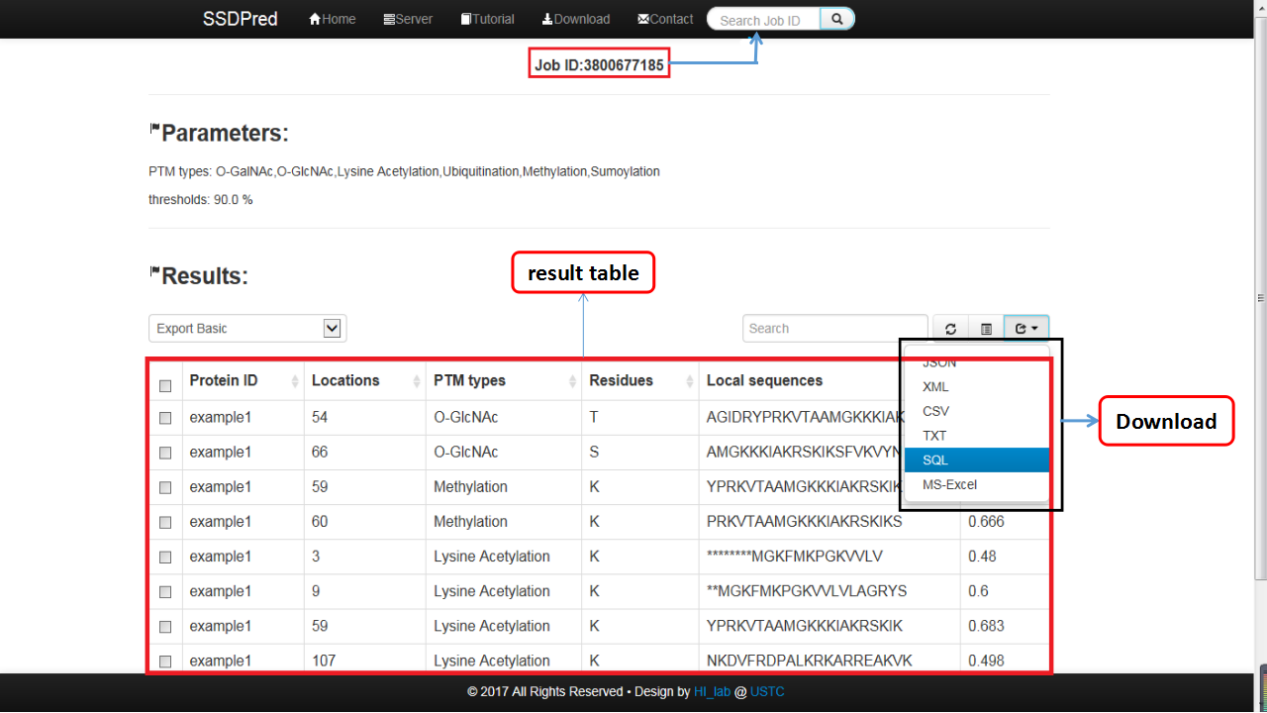 SSDPred Home Server Tutorial Download Contact Search Job ID
Job ID:3800677185
Parameters:
PTM types: O-GalNAc,O-GlcNAc,Lysine Acetylation,Ubiquitination,Methylation,Sumoylation
thresholds: 90.0 %
result table
Results:
Export Basic Search
Protein ID Locations PTM types Residues Local sequences
example1 54 O-GlcNAc T AGIDRYPRKVTAAMGKKKIAK
example1 66 O-GlcNAc S AMGKKKIAKRSKIKSFVKVYN
example1 59 Methylation K YPRKVTAAMGKKKIAKRSKIK
example1 60 Methylation K PRKVTAAMGKKKIAKRSKIKS 0.666
example1 3 Lysine Acetylation K ********MGKFMKPGKVVLV 0.48
example1 9 Lysine Acetylation K **MGKFMKPGKVVLVLAGRYS 0.6
example1 59 Lysine Acetylation K YPRKVTAAMGKKKIAKRSKIK 0.683
example1 107 Lysine Acetylation K NKDVFRDPALKRKARREAKVK 0.498
JSON
XML
CSV
TXT
SQL
MS-Excel
Download
© 2017 All Rights Reserved • Design by HI_lab @ USTC